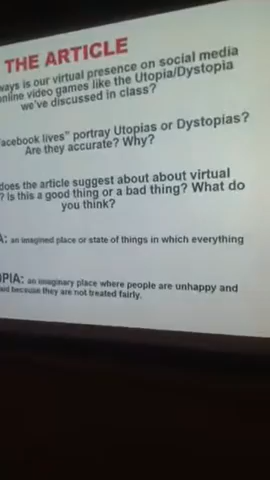 THE ARTICLE
ways is our virtual presence on social media
online video games like the Utopia/Dystopia
we've discussed in class?
acebook lives" portray Utopias or Dystopias?
Are they accurate? Why?
does the article suggest about about virtual
? Is this a good thing or a bad thing? What do
you think?
A: an imagined place or state of things in which everything
OPIA: an imaginary place where people are unhappy and
because they are not treated fairly.